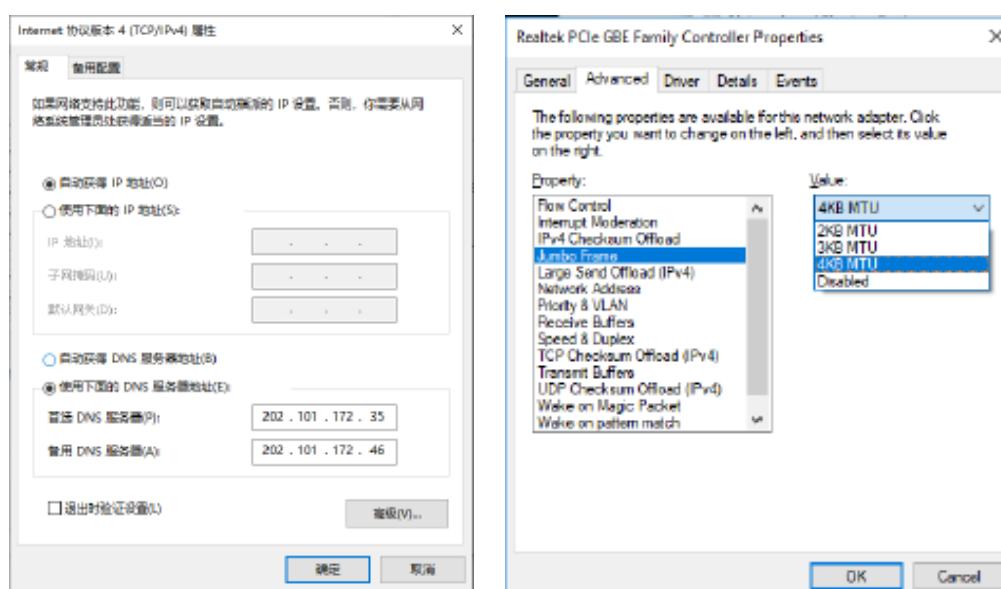 Internet 协议版本 4 (TCP/IPv4) 属性
常规 备用配置
如果网络支持此功能，则可以获取自动指派的 IP 设置。否则，你需要从网
络系统管理员处获得适当的 IP 设置。
自动获得 IP 地址(O)
使用下面的 IP 地址(S):
IP 地址(I):
子网掩码(U):
默认网关(D):
自动获得 DNS 服务器地址(B)
使用下面的 DNS 服务器地址(E):
首选 DNS 服务器(P): 202 . 101 . 172 . 35
备用 DNS 服务器(A): 202 . 101 . 172 . 46
退出时验证设置(L)
高级(V)...
确定 取消
Realtek PCIe GBE Family Controller Properties
General Advanced Driver Details Events
The following properties are available for this network adapter. Click
the property you want to change on the left, and then select its value
on the right.
Property: Value:
Flow Control
Interrupt Moderation
IPv4 Checksum Offload
Jumbo Frame
Large Send Offload (IPv4)
Network Address
Priority & VLAN
Receive Buffers
Speed & Duplex
TCP Checksum Offload (IPv4)
Transmit Buffers
UDP Checksum Offload (IPv4)
Wake on Magic Packet
Wake on pattern match
4KB MTU
2KB MTU
3KB MTU
4KB MTU
Disabled
OK Cancel